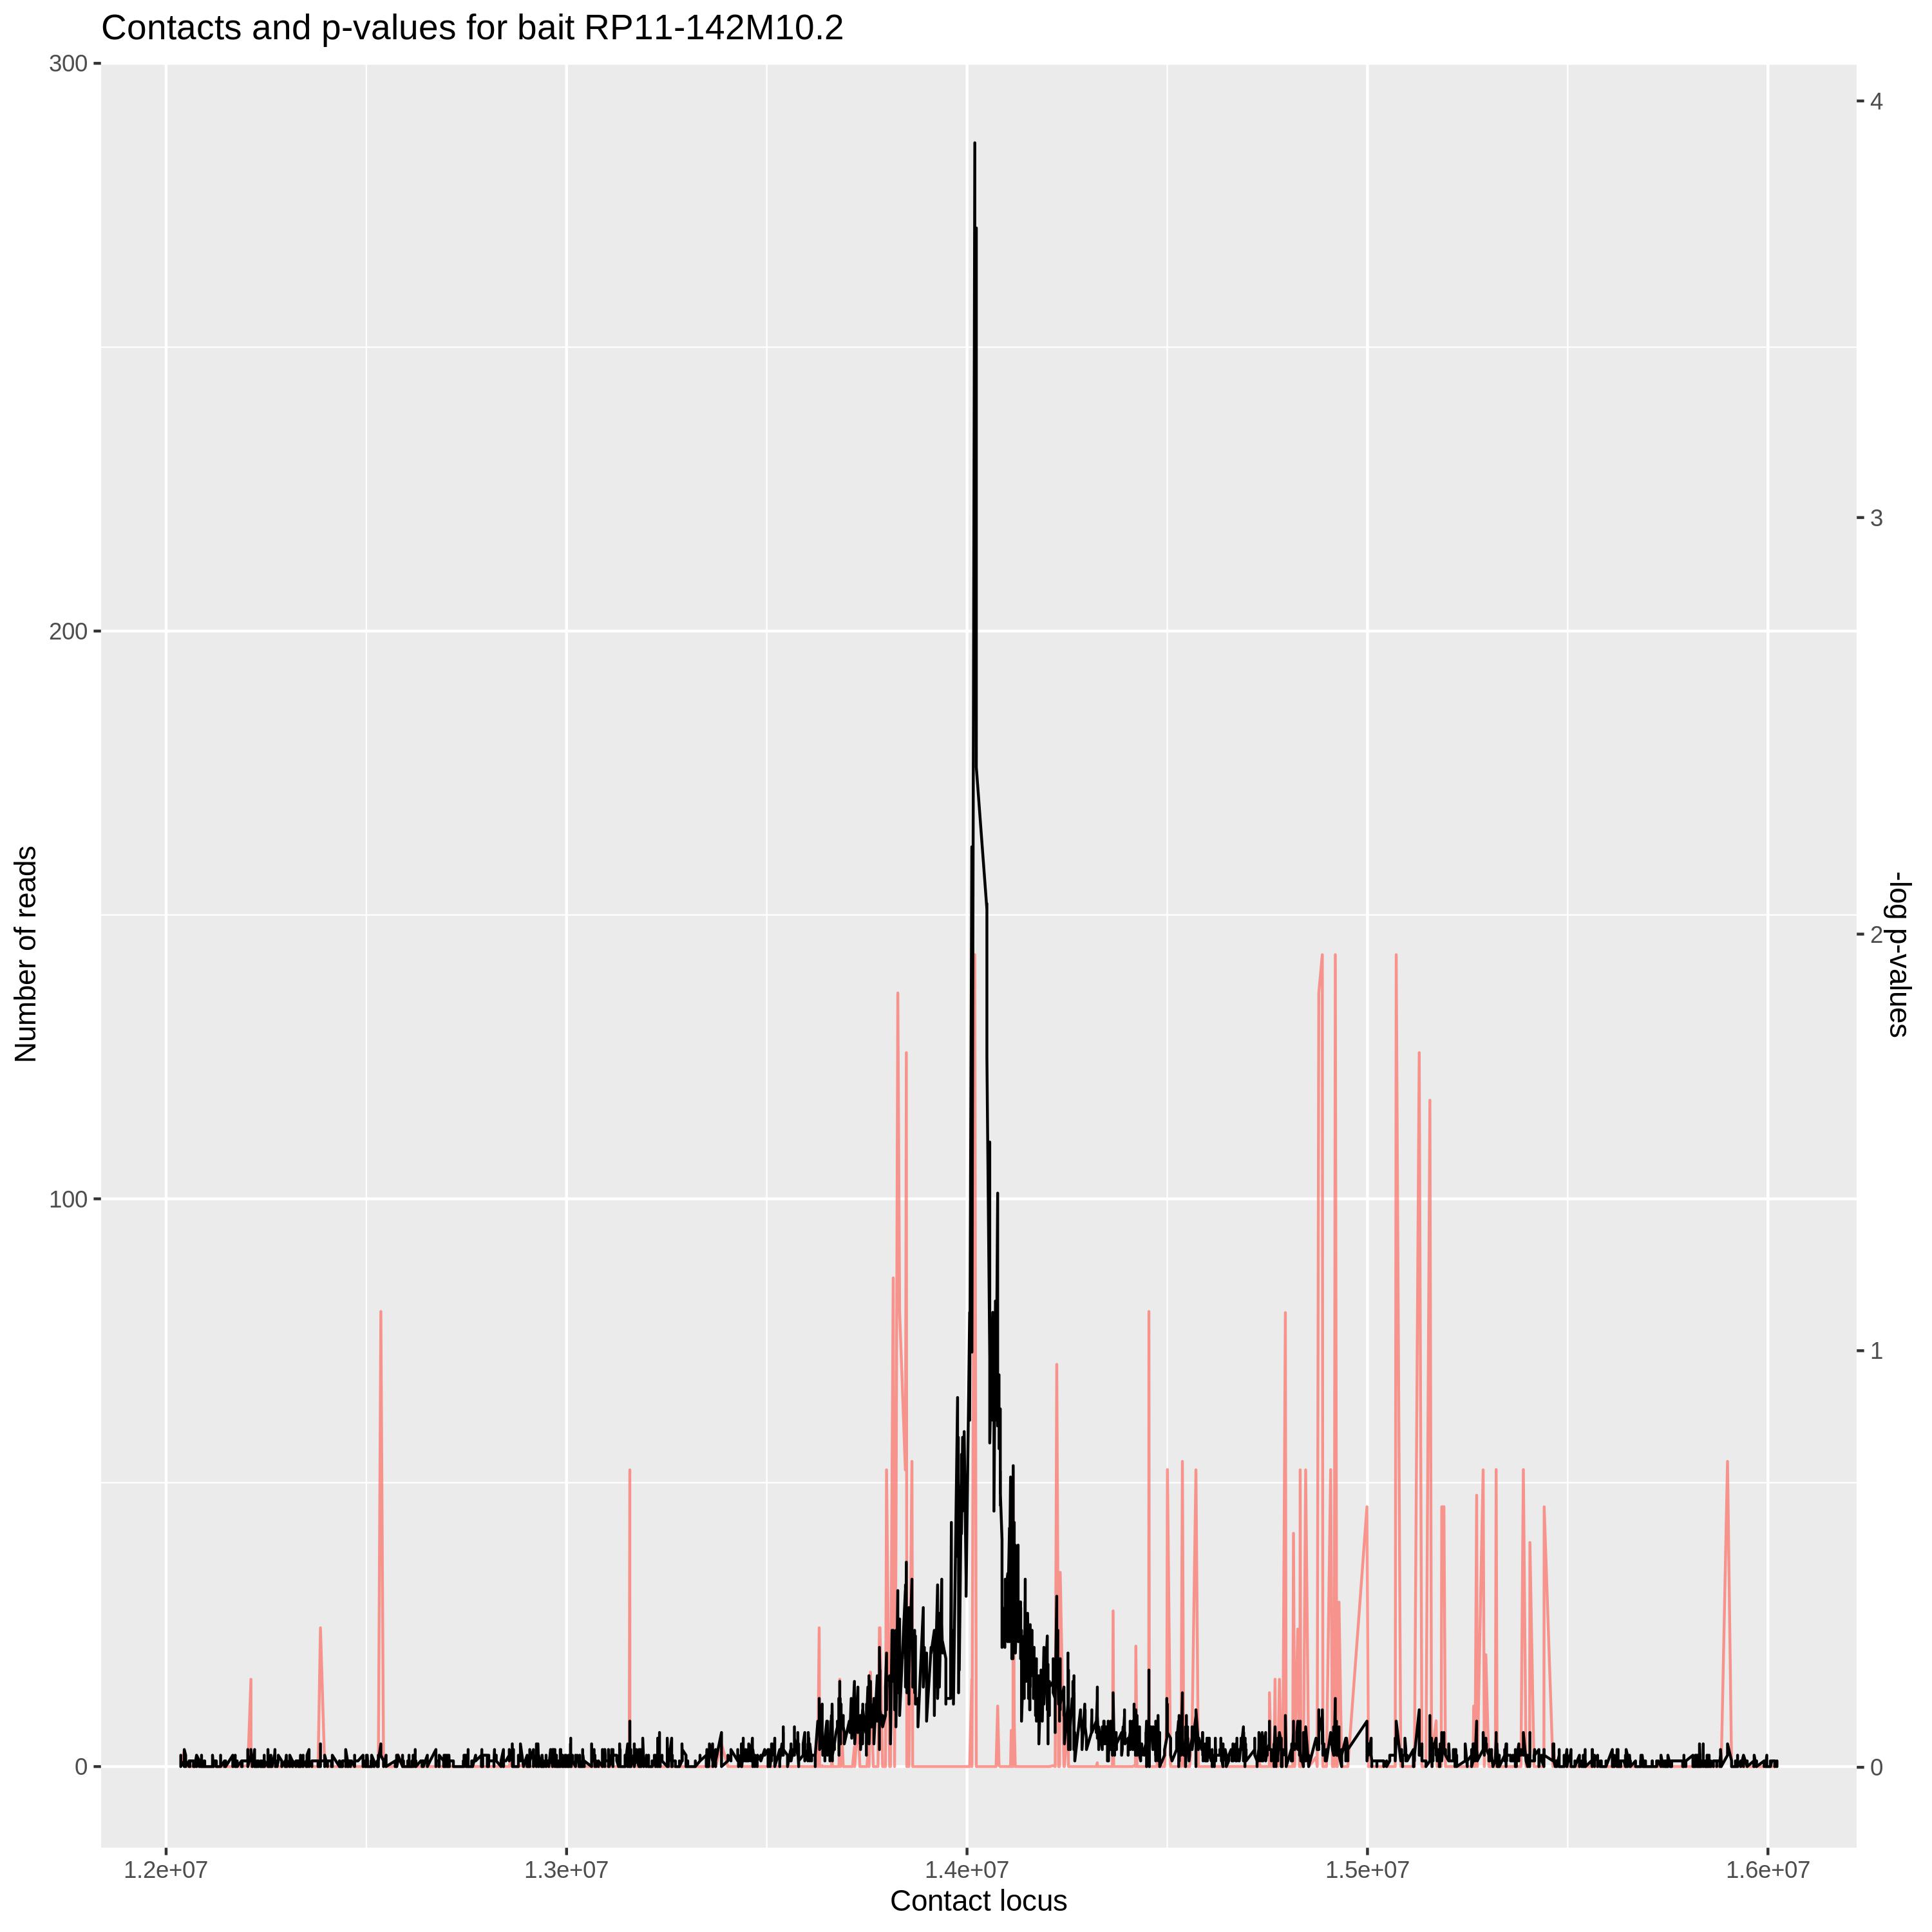 Contacts and p-values for bait RP11-142M10.2
300
200
100
0
Number of reads
4
3
2
1
0
-log p-values
1.2e+07
1.3e+07
1.4e+07
1.5e+07
1.6e+07
Contact locus